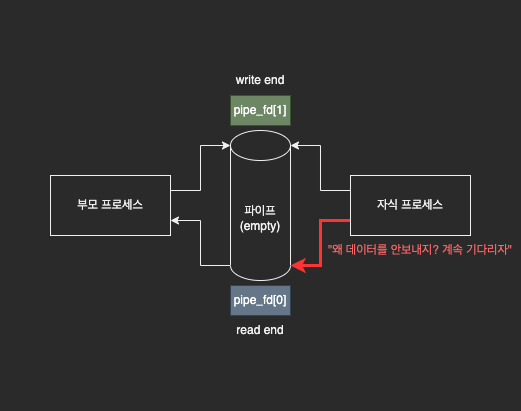 write end
pipe_fd[1]
부모 프로세스
파이프
(empty)
자식 프로세스
"왜 데이터를 안보내지? 계속 기다리자"
pipe_fd[0]
read end